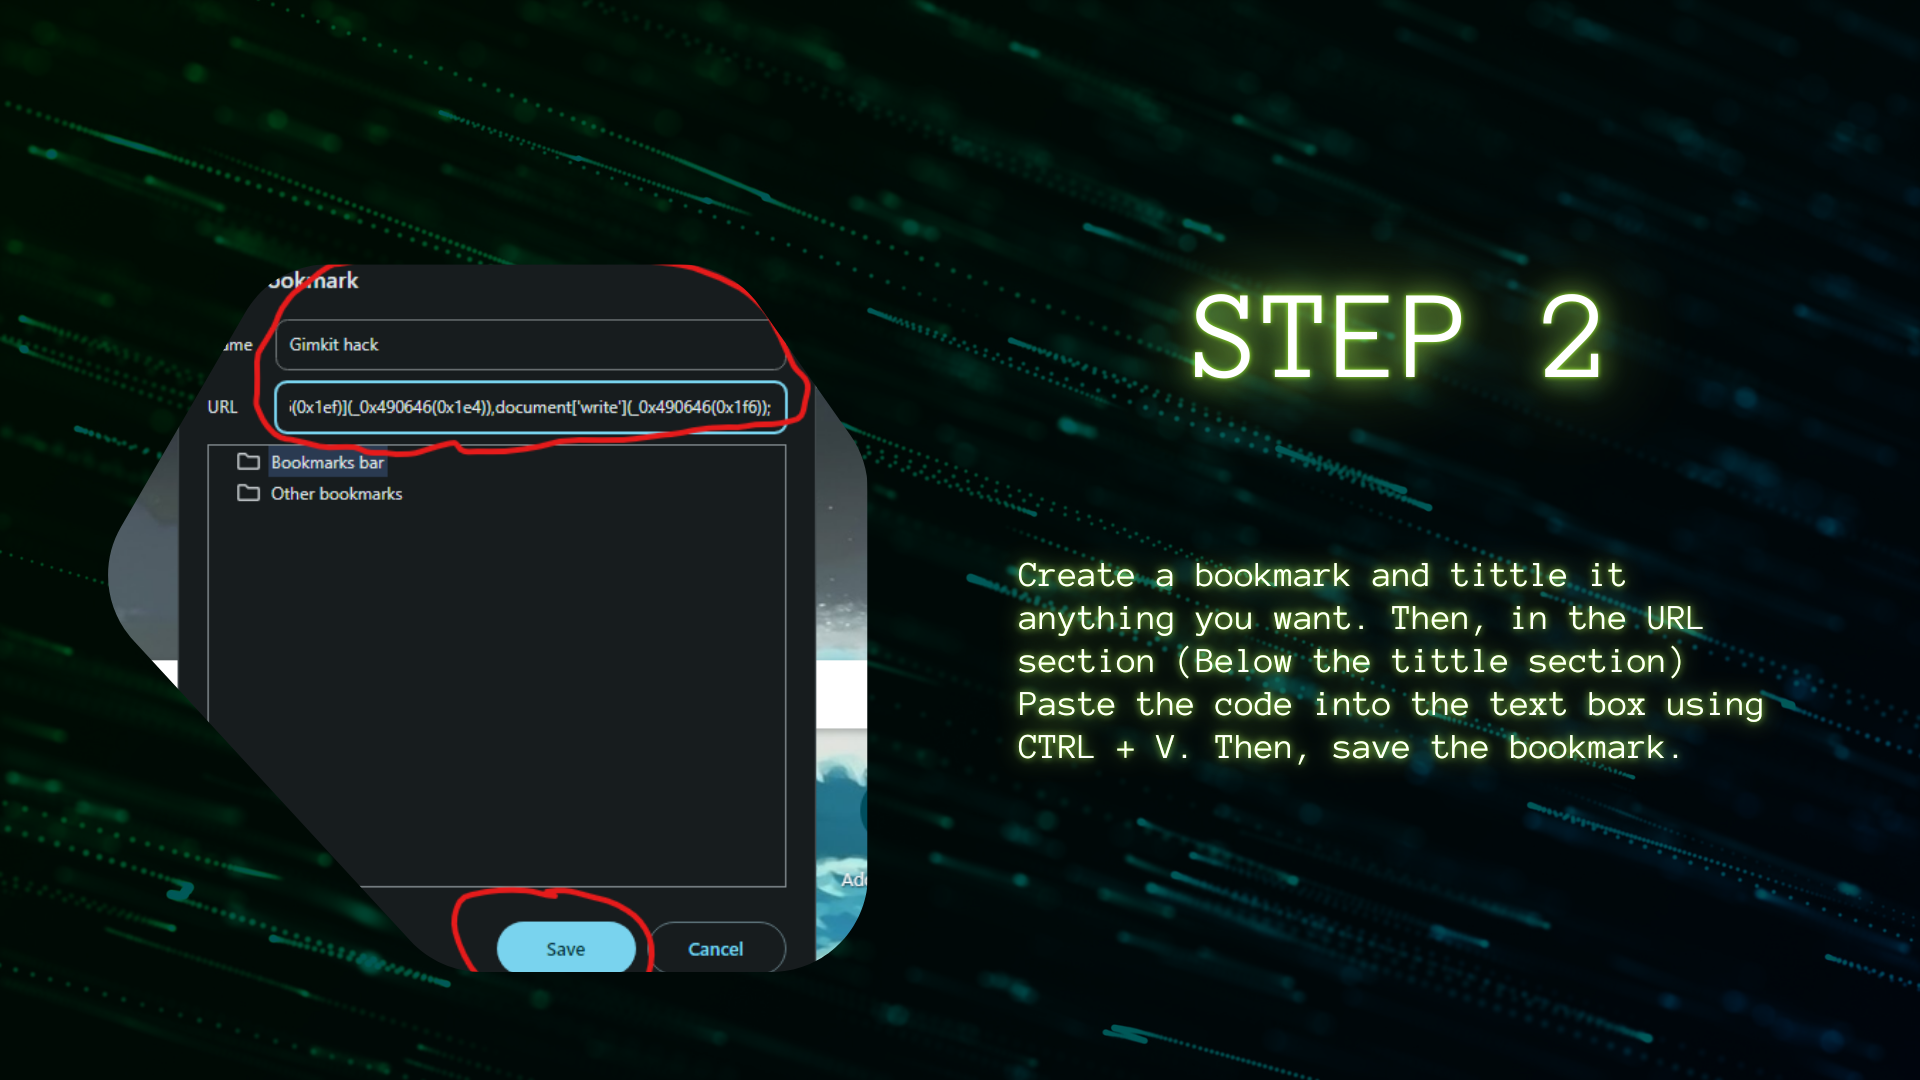 ookmark
ame
Gimkit hack
URL
(0x1ef)](_0x490646(0x1e4)),document['write'](_0x490646(0x1f6));
Bookmarks bar
Other bookmarks
Save
Cancel
STEP 2
Create a bookmark and tittle it
anything you want. Then, in the URL
section (Below the tittle section)
Paste the code into the text box using
CTRL + V. Then, save the bookmark.